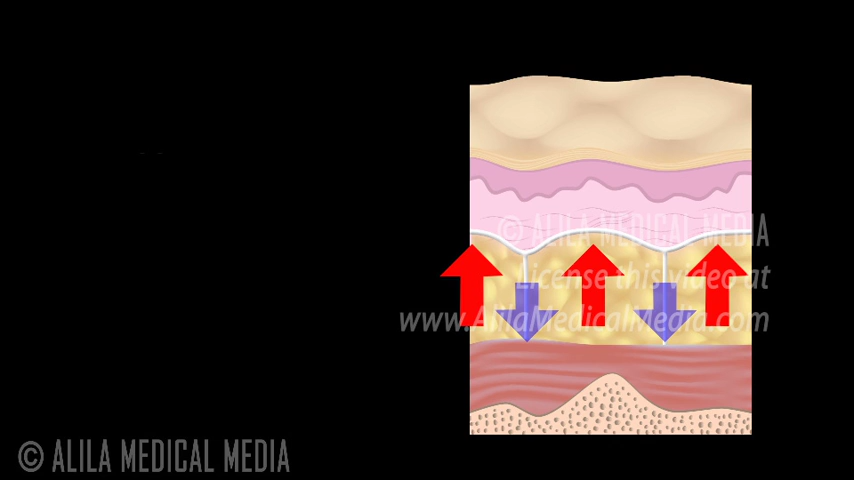 © ALILA MEDICAL MEDIA
License this video at
www.AlilaMedicalMedia.com
© ALILA MEDICAL MEDIA